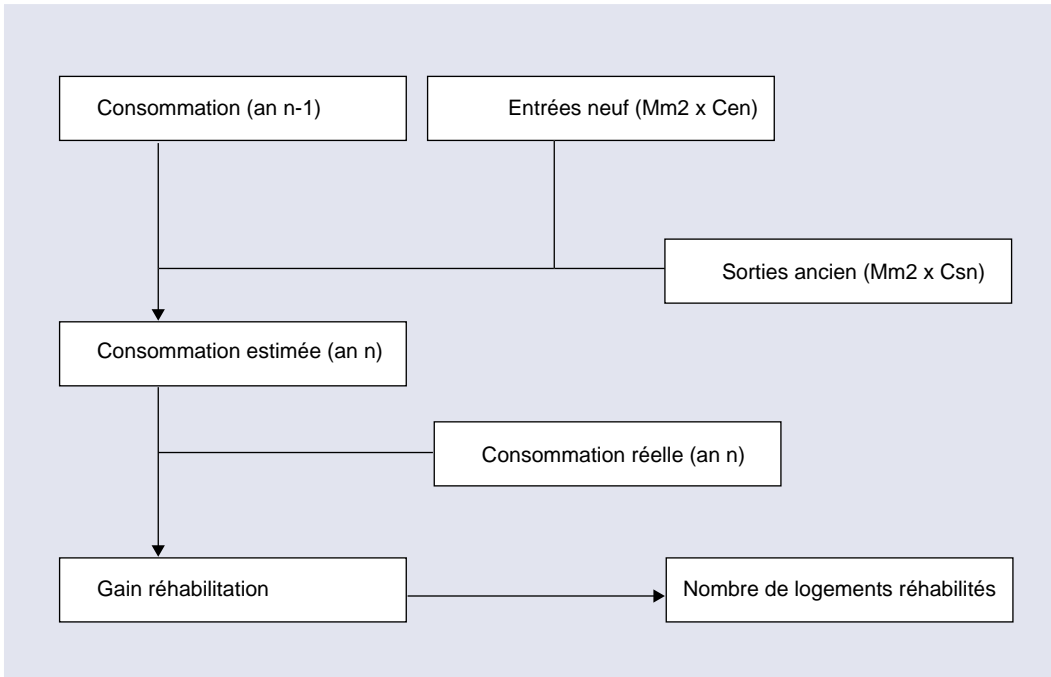 Consommation (an n-1)
Entrées neuf (Mm2 x Cen)
Sorties ancien (Mm2 x Csn)
Consommation estimée (an n)
Consommation réelle (an n)
Gain réhabilitation
Nombre de logements réhabilités